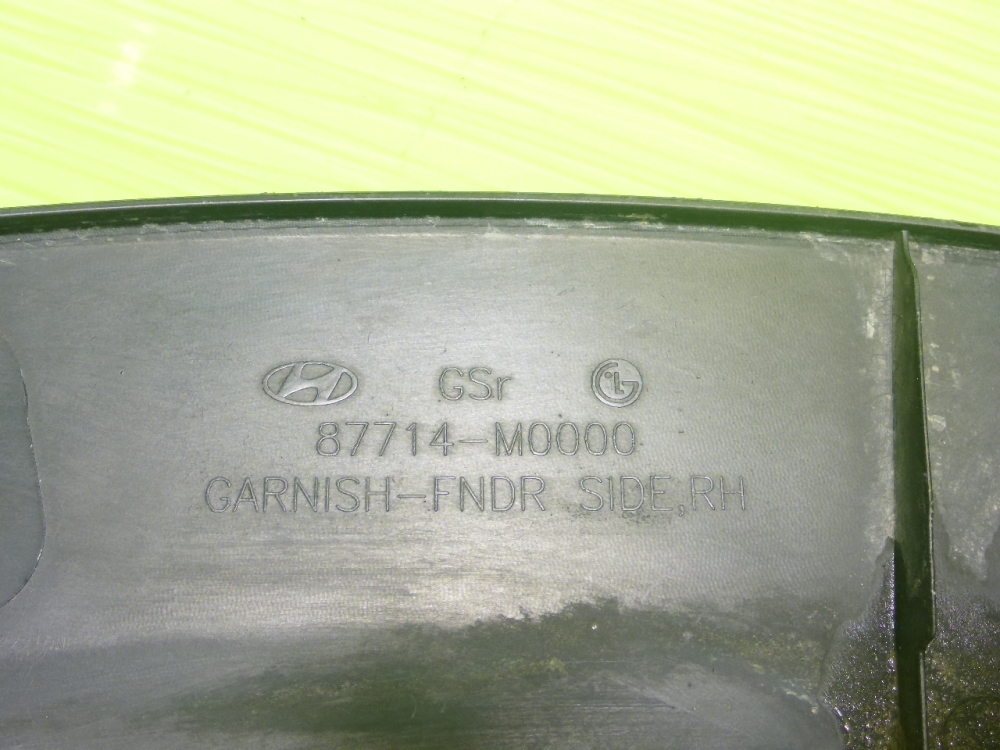 GSr
87714-M0000
GARNISH-FNDR SIDE,RH